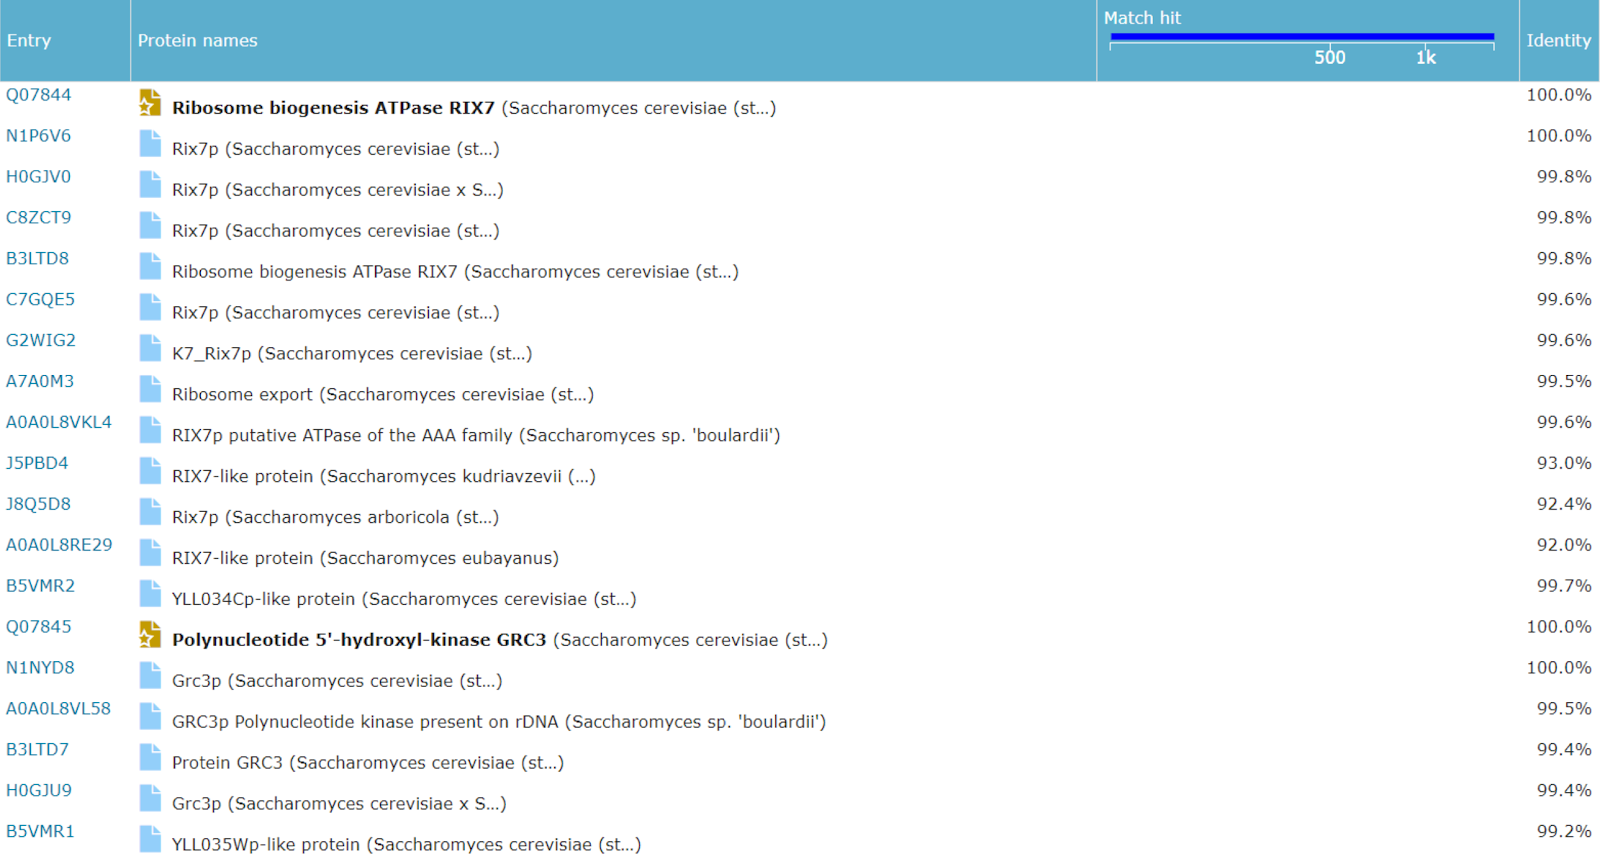 Entry Protein names Match hit Identity
500 1k
Q07844 Ribosome biogenesis ATPase RIX7 (Saccharomyces cerevisiae (st...) 100.0%
N1P6V6 Rix7p (Saccharomyces cerevisiae (st...) 100.0%
H0GJV0 Rix7p (Saccharomyces cerevisiae x S...) 99.8%
C8ZCT9 Rix7p (Saccharomyces cerevisiae (st...) 99.8%
B3LTD8 Ribosome biogenesis ATPase RIX7 (Saccharomyces cerevisiae (st...) 99.8%
C7GQE5 Rix7p (Saccharomyces cerevisiae (st...) 99.6%
G2WIG2 K7_Rix7p (Saccharomyces cerevisiae (st...) 99.6%
A7A0M3 Ribosome export (Saccharomyces cerevisiae (st...) 99.5%
A0A0L8VKL4 RIX7p putative ATPase of the AAA family (Saccharomyces sp. 'boulardii') 99.6%
J5PBD4 RIX7-like protein (Saccharomyces kudriavzevii (...) 93.0%
J8Q5D8 Rix7p (Saccharomyces arboricola (st...) 92.4%
A0A0L8RE29 RIX7-like protein (Saccharomyces eubayanus) 92.0%
B5VMR2 YLL034Cp-like protein (Saccharomyces cerevisiae (st...) 99.7%
Q07845 Polynucleotide 5'-hydroxyl-kinase GRC3 (Saccharomyces cerevisiae (st...) 100.0%
N1NYD8 Grc3p (Saccharomyces cerevisiae (st...) 100.0%
A0A0L8VL58 GRC3p Polynucleotide kinase present on rDNA (Saccharomyces sp. 'boulardii') 99.5%
B3LTD7 Protein GRC3 (Saccharomyces cerevisiae (st...) 99.4%
H0GJU9 Grc3p (Saccharomyces cerevisiae x S...) 99.4%
B5VMR1 YLL035Wp-like protein (Saccharomyces cerevisiae (st...) 99.2%